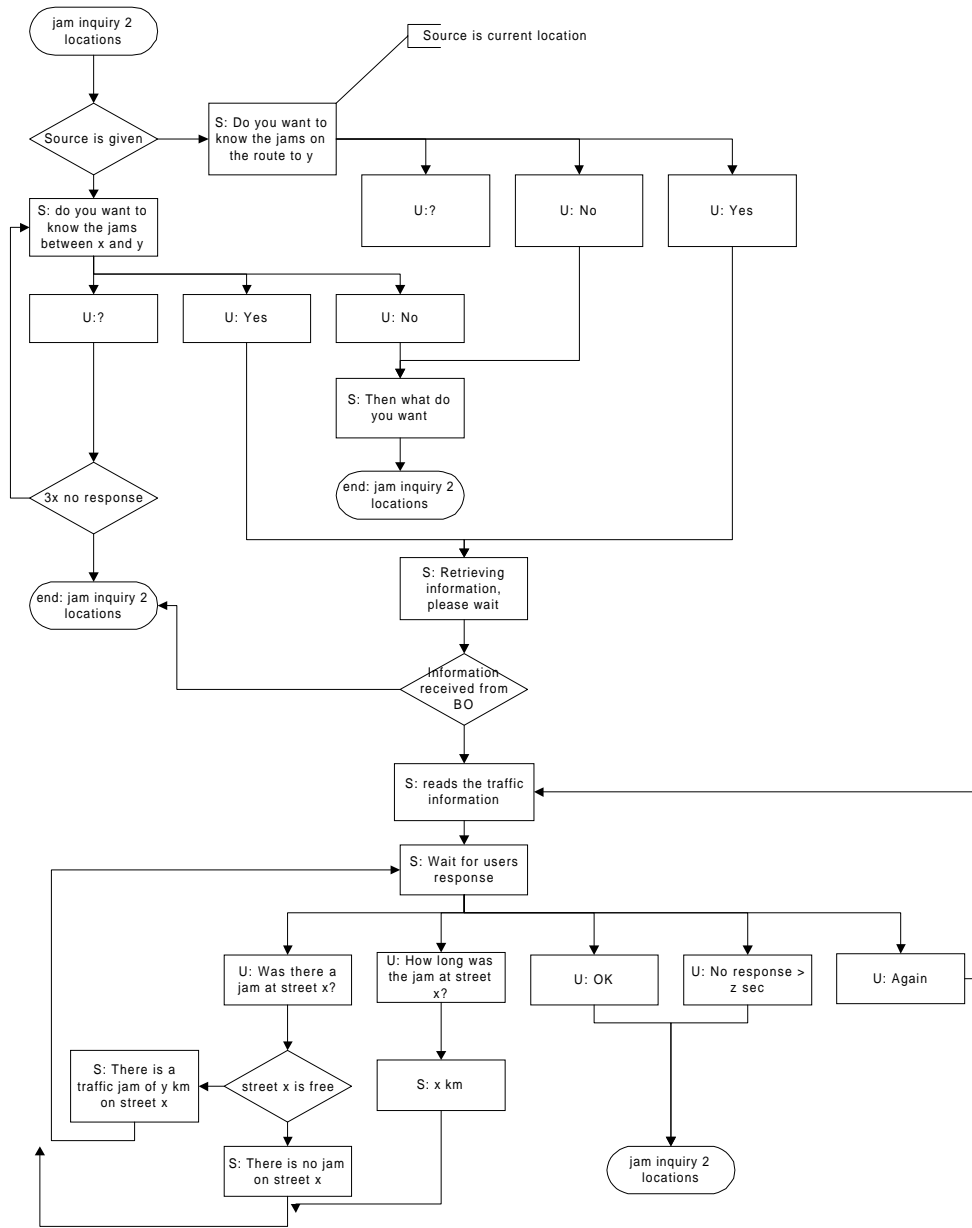 jam inquiry 2
locations
Source is current location
Source is given
S: Do you want to
know the jams on
the route to y
U:?
U: No
U: Yes
S: do you want to
know the jams
between x and y
U:?
U: Yes
U: No
S: Then what do
you want
3x no response
end: jam inquiry 2
locations
end: jam inquiry 2
locations
S: Retrieving
information,
please wait
Information
received from
BO
S: reads the traffic
information
S: Wait for users
response
U: Was there a
jam at street x?
U: How long was
the jam at street
x?
U: OK
U: No response >
z sec
U: Again
S: There is a
traffic jam of y km
on street x
street x is free
S: x km
S: There is no jam
on street x
jam inquiry 2
locations